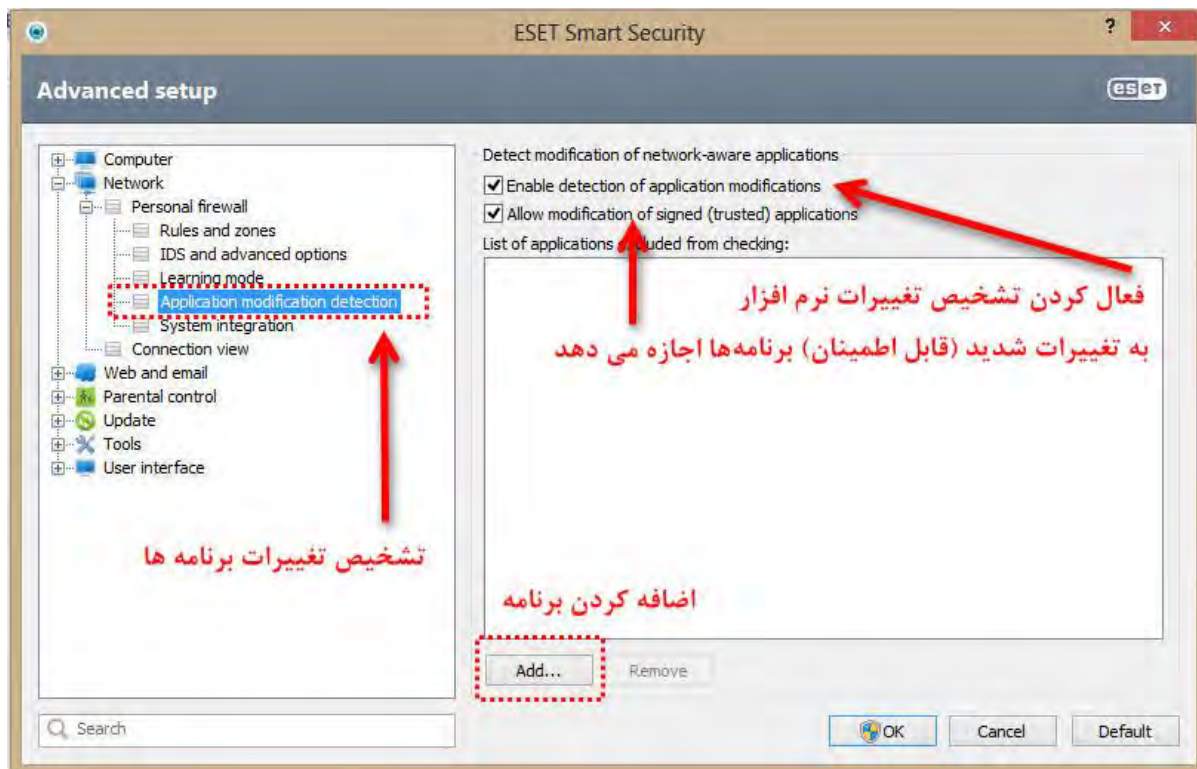 ESET Smart Security
?
×
Advanced setup
eseT
Computer
Network
Personal firewall
Rules and zones
IDS and advanced options
Learning mode
Application modification detection
System integration
Connection view
Web and email
Parental control
Update
Tools
User interface
تشخیص تغییرات برنامه ها
Search
Detect modification of network-aware applications
Enable detection of application modifications
Allow modification of signed (trusted) applications
List of applications from checking:
فعال کردن تشخیص تغییرات نرم افزار
به تغییرات شدید (قابل اطمینان) برنامه‌ها اجازه می دهد
اضافه کردن برنامه
Add...
Remove
OK
Cancel
Default